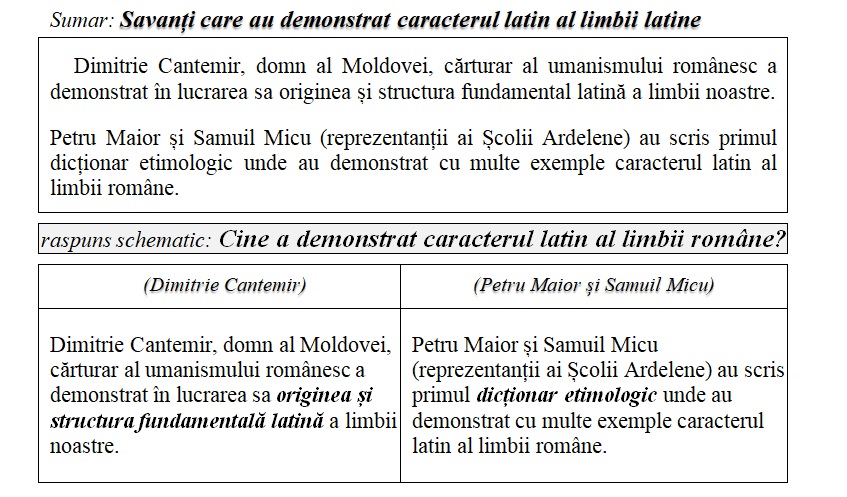 Sumar: Savanți care au demonstrat caracterul latin al limbii latine
Dimitrie Cantemir, domn al Moldovei, cărturar al umanismului românesc a
demonstrat în lucrarea sa originea și structura fundamental latină a limbii noastre.
Petru Maior și Samuil Micu (reprezentanții ai Școlii Ardelene) au scris primul
dicționar etimologic unde au demonstrat cu multe exemple caracterul latin al
limbii române.
raspuns schematic: Cine a demonstrat caracterul latin al limbii române?
(Dimitrie Cantemir)
Dimitrie Cantemir, domn al Moldovei,
cărturar al umanismului românesc a
demonstrat în lucrarea sa originea și
structura fundamentală latină a limbii
noastre.
(Petru Maior și Samuil Micu)
Petru Maior și Samuil Micu
(reprezentanții ai Școlii Ardelene) au scris
primul dicționar etimologic unde au
demonstrat cu multe exemple caracterul
latin al limbii române.